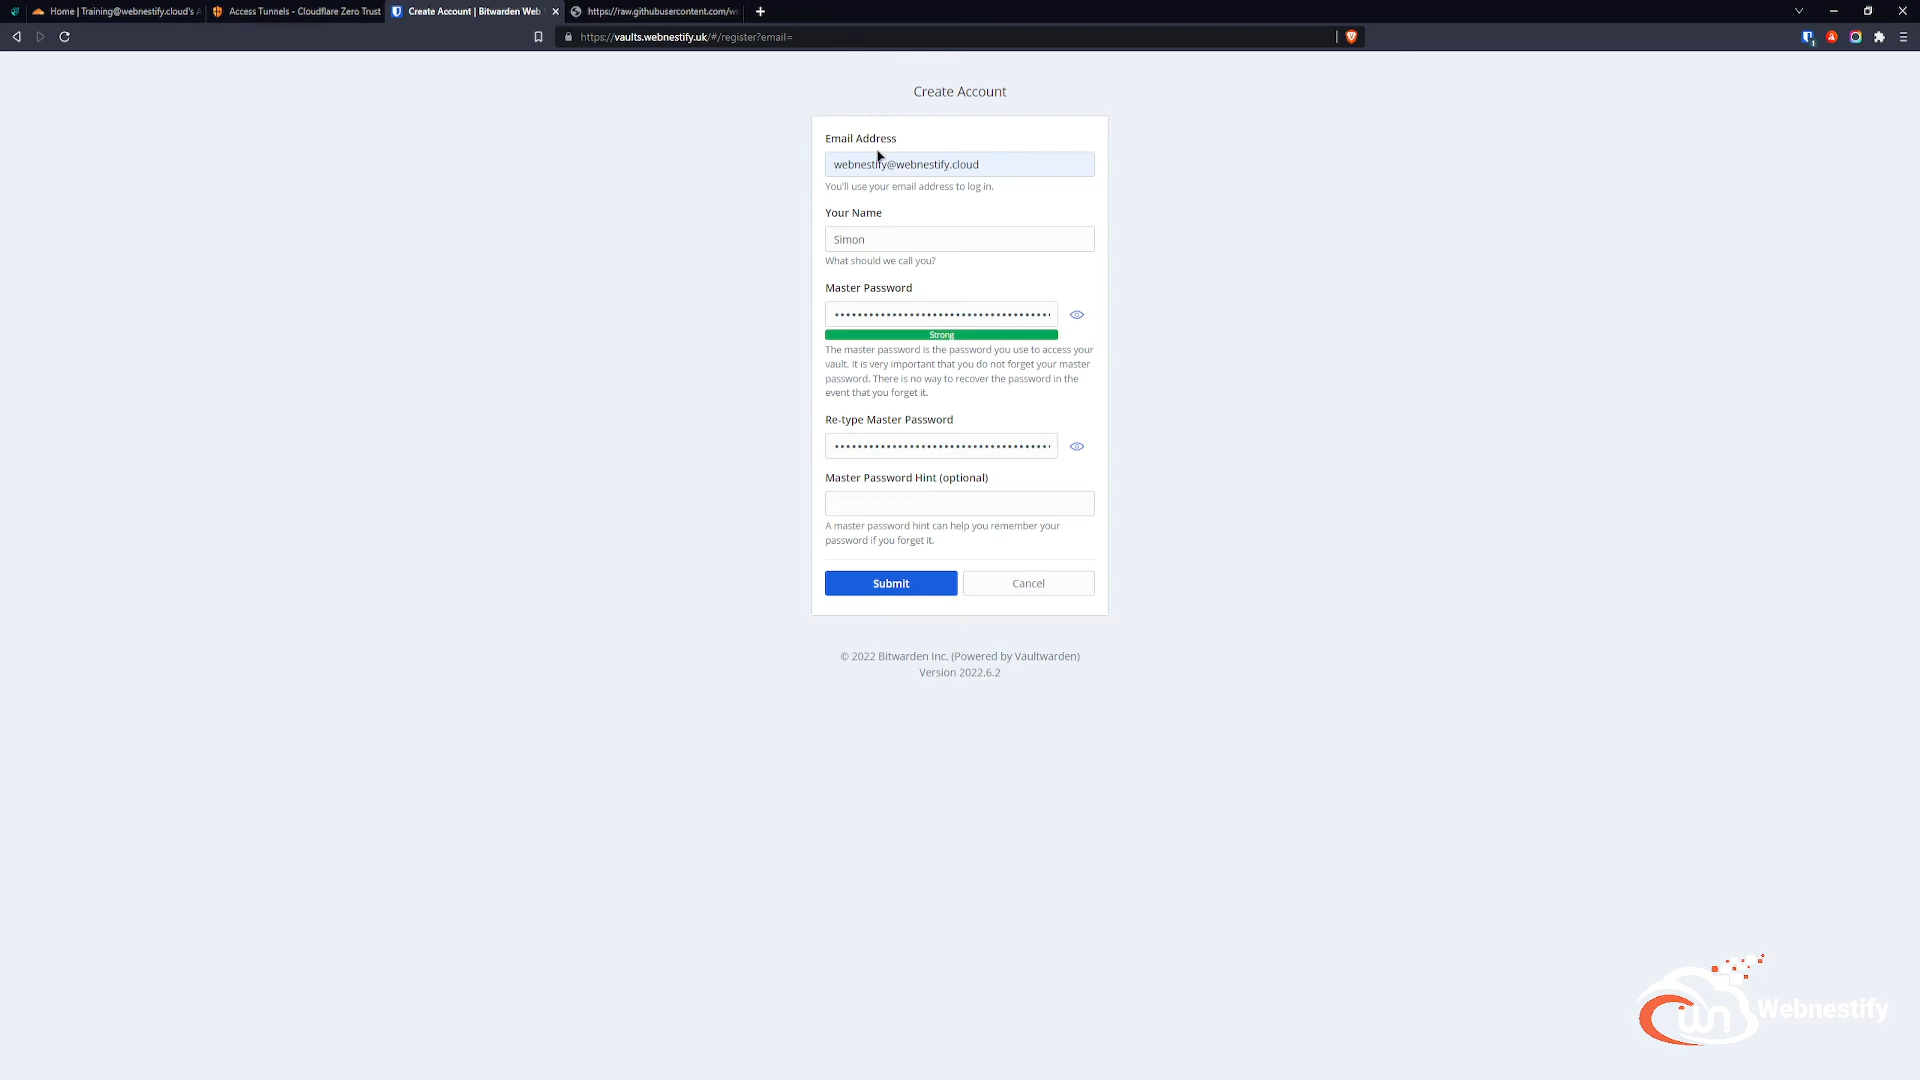 Home | Training@webnestify.cloud's A
Access Tunnels - Cloudflare Zero Trust
Create Account | Bitwarden Web
https://raw.githubusercontent.com/w
https://vaults.webnestify.uk/#/register?email=
Create Account
Email Address
webnestify@webnestify.cloud
You'll use your email address to log in.
Your Name
Simon
What should we call you?
Master Password
Strong
The master password is the password you use to access your
vault. It is very important that you do not forget your master
password. There is no way to recover the password in the
event that you forget it.
Re-type Master Password
Master Password Hint (optional)
A master password hint can help you remember your
password if you forget it.
Submit
Cancel
© 2022 Bitwarden Inc. (Powered by Vaultwarden)
Version 2022.6.2
wn
Webnestify